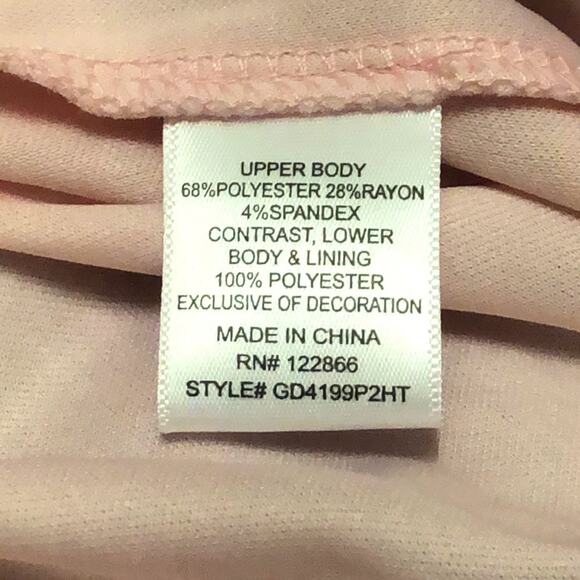 UPPER BODY
68%POLYESTER 28%RAYON
4%SPANDEX
CONTRAST, LOWER
BODY & LINING
100% POLYESTER
EXCLUSIVE OF DECORATION
MADE IN CHINA
RN# 122866
STYLE# GD4199P2HT